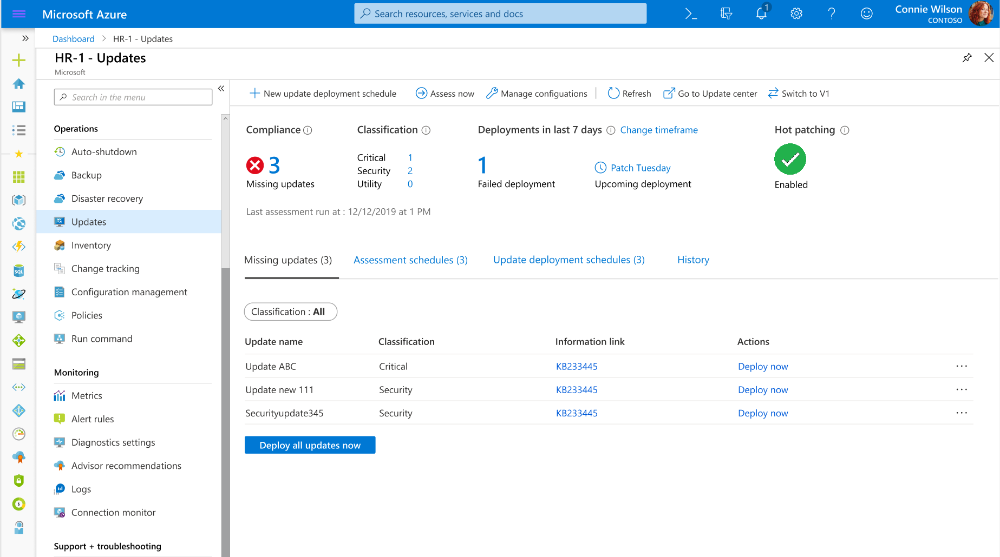 Microsoft Azure
Search resources, services and docs
1
Connie Wilson
CONTOSO
Dashboard > HR-1 - Updates
HR-1 - Updates
Microsoft
Search in the menu
Operations
Auto-shutdown
Backup
Disaster recovery
Updates
Inventory
Change tracking
Configuration management
Policies
Run command
Monitoring
Metrics
Alert rules
Diagnostics settings
Advisor recommendations
Logs
Connection monitor
Support + troubleshooting
SQL
New update deployment schedule
Assess now
Manage configuations
Refresh
Go to Update center
Switch to V1
Compliance
3
Missing updates
Classification
Critical 1
Security 2
Utility 0
Deployments in last 7 days
Change timeframe
1
Failed deployment
Patch Tuesday
Upcoming deployment
Hot patching
Enabled
Last assessment run at : 12/12/2019 at 1 PM
Missing updates (3)
Assessment schedules (3)
Update deployment schedules (3)
History
Classification : All
Update name Classification Information link Actions
Update ABC Critical KB233445 Deploy now ...
Update new 111 Security KB233445 Deploy now ...
Securityupdate345 Security KB233445 Deploy now ...
Deploy all updates now